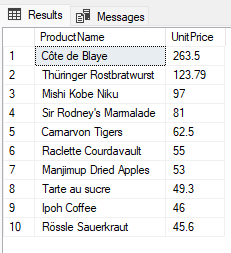 Results Messages
ProductName UnitPrice
1 Côte de Blaye 263.5
2 Thüringer Rostbratwurst 123.79
3 Mishi Kobe Niku 97
4 Sir Rodney's Marmalade 81
5 Carnarvon Tigers 62.5
6 Raclette Courdavault 55
7 Manjimup Dried Apples 53
8 Tarte au sucre 49.3
9 Ipoh Coffee 46
10 Rössle Sauerkraut 45.6